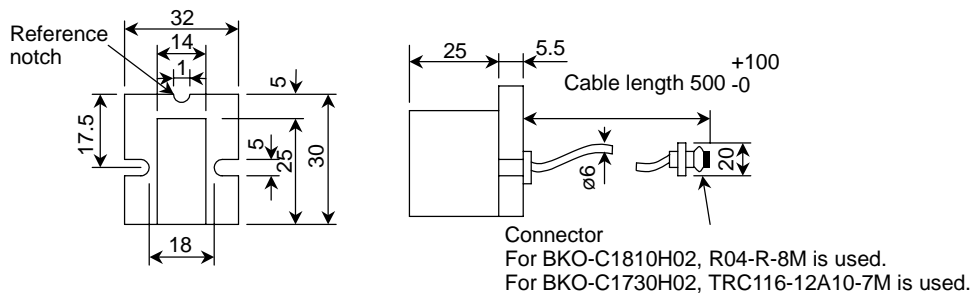 32
Reference
notch
14
1
5
17.5
5
25
30
18
25
5.5
Cable length 500 +100
-0
ø6
20
Connector
For BKO-C1810H02, R04-R-8M is used.
For BKO-C1730H02, TRC116-12A10-7M is used.